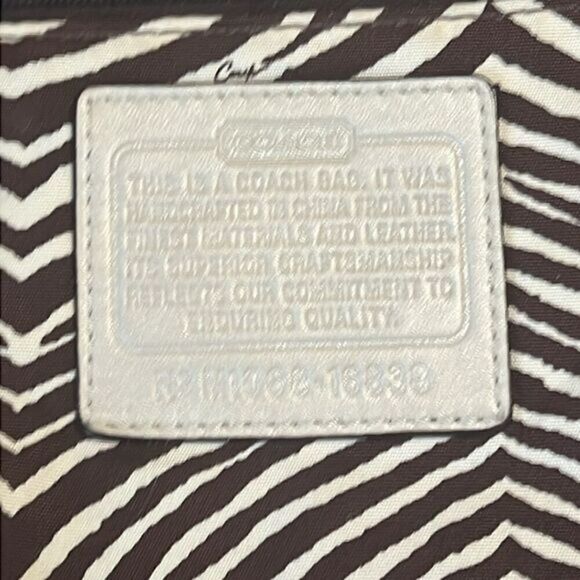 COACH
THIS IS A COACH BAG. IT WAS
HANDCRAFTED IN CHINA FROM THE
FINEST MATERIALS AND LEATHER.
ITS SUPERIOR CRAFTSMANSHIP
REFLECTS OUR COMMITMENT TO
ENDURING QUALITY.